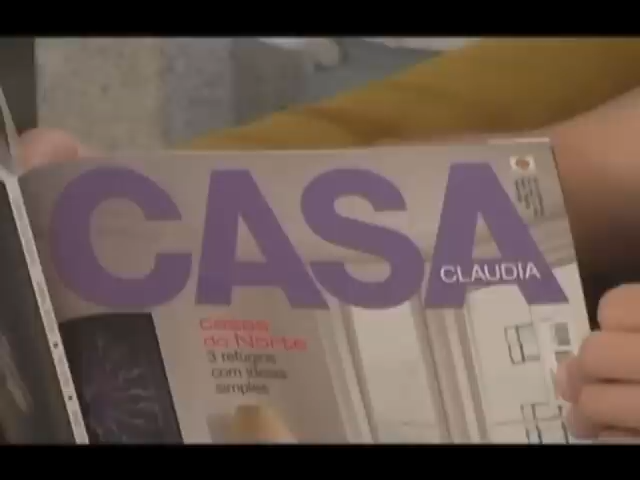 CASA
CLAUDIA
casas
do Norte
3 refúgios
com ideias
simples